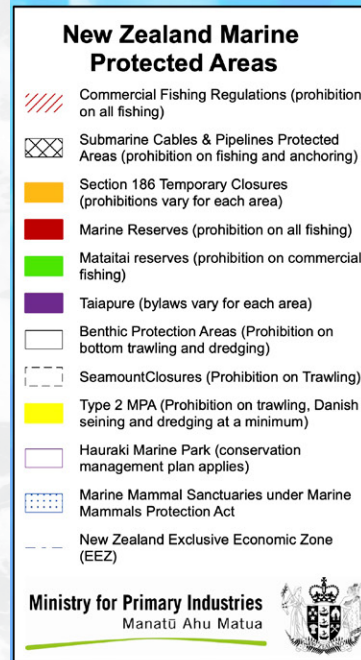 New Zealand Marine
Protected Areas
Commercial Fishing Regulations (prohibition
on all fishing)
Submarine Cables & Pipelines Protected
Areas (prohibition on fishing and anchoring)
Section 186 Temporary Closures
(prohibitions vary for each area)
Marine Reserves (prohibition on all fishing)
Mataitai reserves (prohibition on commercial
fishing)
Taiapure (bylaws vary for each area)
Benthic Protection Areas (Prohibition on
bottom trawling and dredging)
SeamountClosures (Prohibition on Trawling)
Type 2 MPA (Prohibition on trawling, Danish
seining and dredging at a minimum)
Hauraki Marine Park (conservation
management plan applies)
Marine Mammal Sanctuaries under Marine
Mammals Protection Act
New Zealand Exclusive Economic Zone
(EEZ)
Ministry for Primary Industries
Manatū Ahu Matua